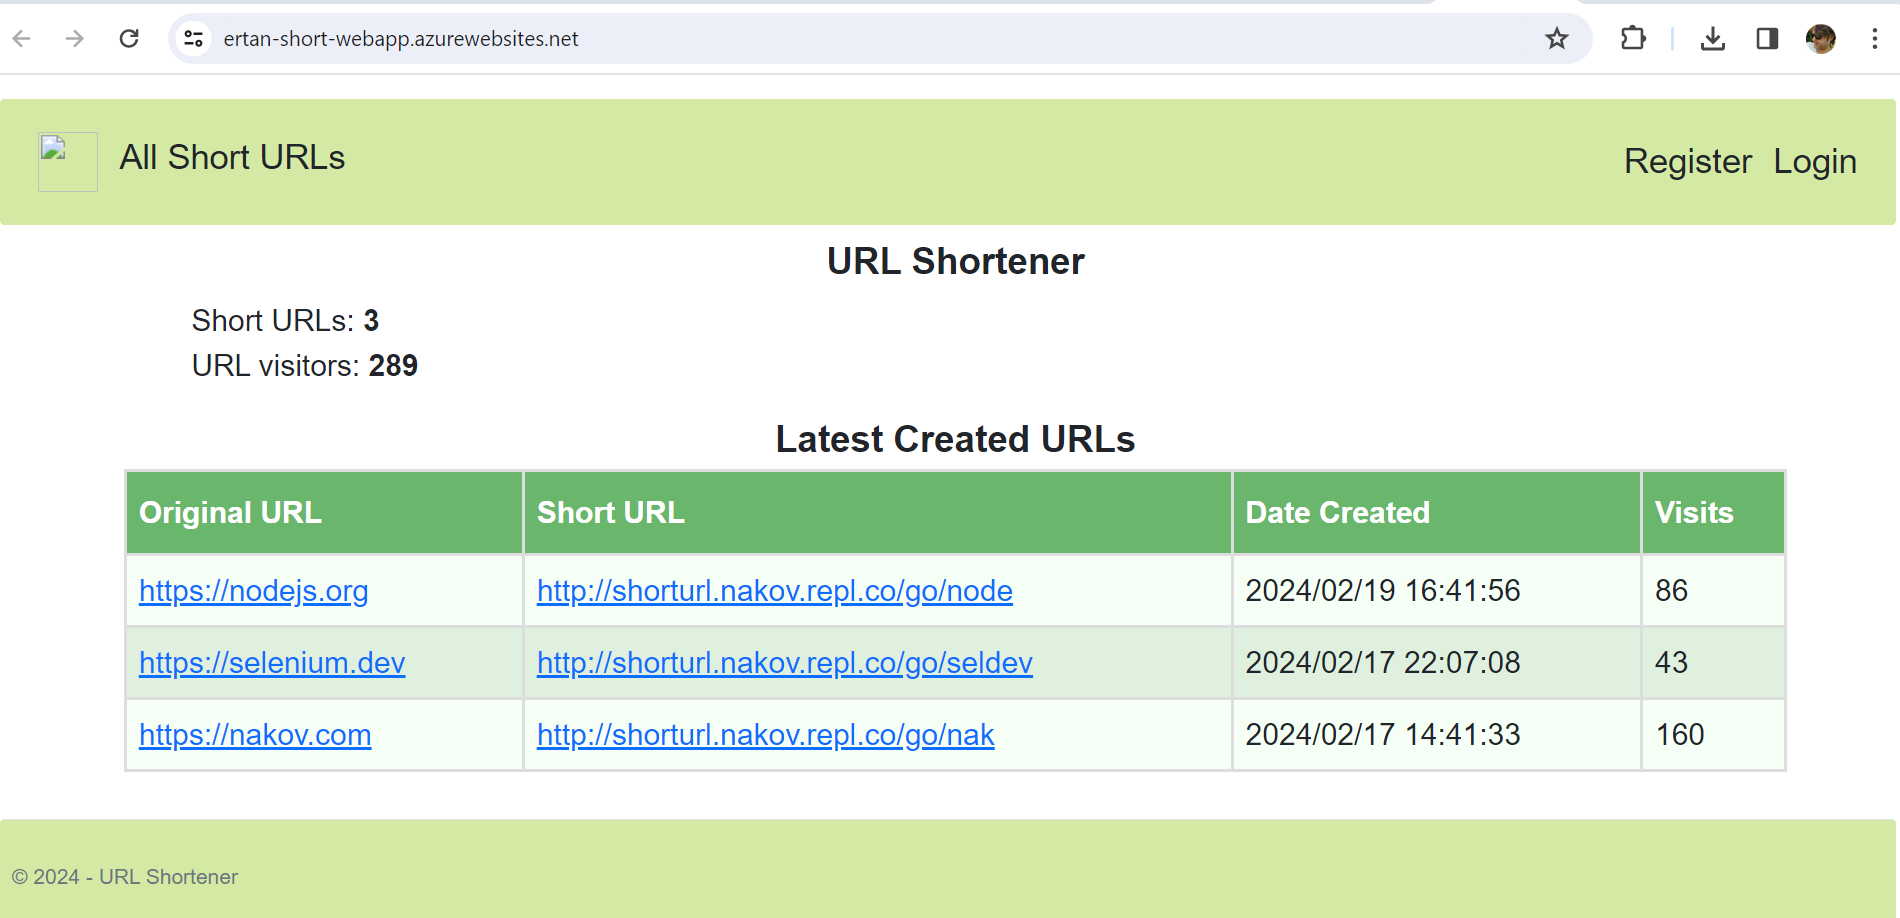 ertan-short-webapp.azurewebsites.net
All Short URLs
Register Login
URL Shortener
Short URLs: 3
URL visitors: 289
Latest Created URLs
Original URL Short URL Date Created Visits
https://nodejs.org http://shorturl.nakov.repl.co/go/node 2024/02/19 16:41:56 86
https://selenium.dev http://shorturl.nakov.repl.co/go/seldev 2024/02/17 22:07:08 43
https://nakov.com http://shorturl.nakov.repl.co/go/nak 2024/02/17 14:41:33 160
© 2024 - URL Shortener